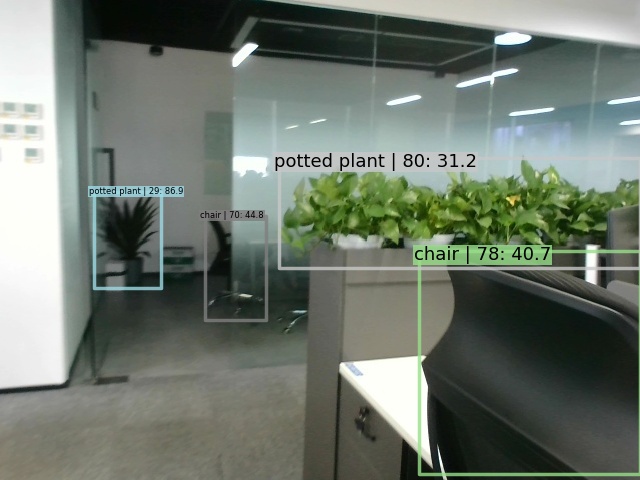 potted plant | 80: 31.2
potted plant | 29: 86.9
chair | 70: 44.8
chair | 78: 40.7